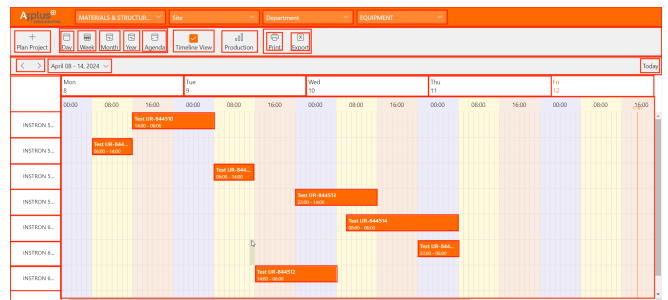 A+plus
MATERIALS & STRUCTUR...
Site
Department
EQUIPMENT
Plan Project
Day
Week
Month
Year
Agenda
Timeline View
Production
Print
Export
April 08 - 14, 2024
Today
Mon
8
Tue
9
Wed
10
Thu
11
Fri
12
00:00 08:00 16:00 00:00 08:00 16:00 00:00 08:00 16:00 00:00 08:00 16:00 00:00 08:00 16:00
INSTRON 5...
Test UR-844510
14:00 - 06:00
INSTRON 5...
Test UR-844...
06:00 - 14:00
INSTRON 5...
Test UR-844...
06:00 - 14:00
INSTRON 5...
Test UR-844513
22:00 - 14:00
INSTRON 6...
Test UR-844514
08:00 - 06:00
INSTRON 6...
Test UR-844...
22:00 - 06:00
INSTRON 6...
Test UR-844512
14:00 - 06:00